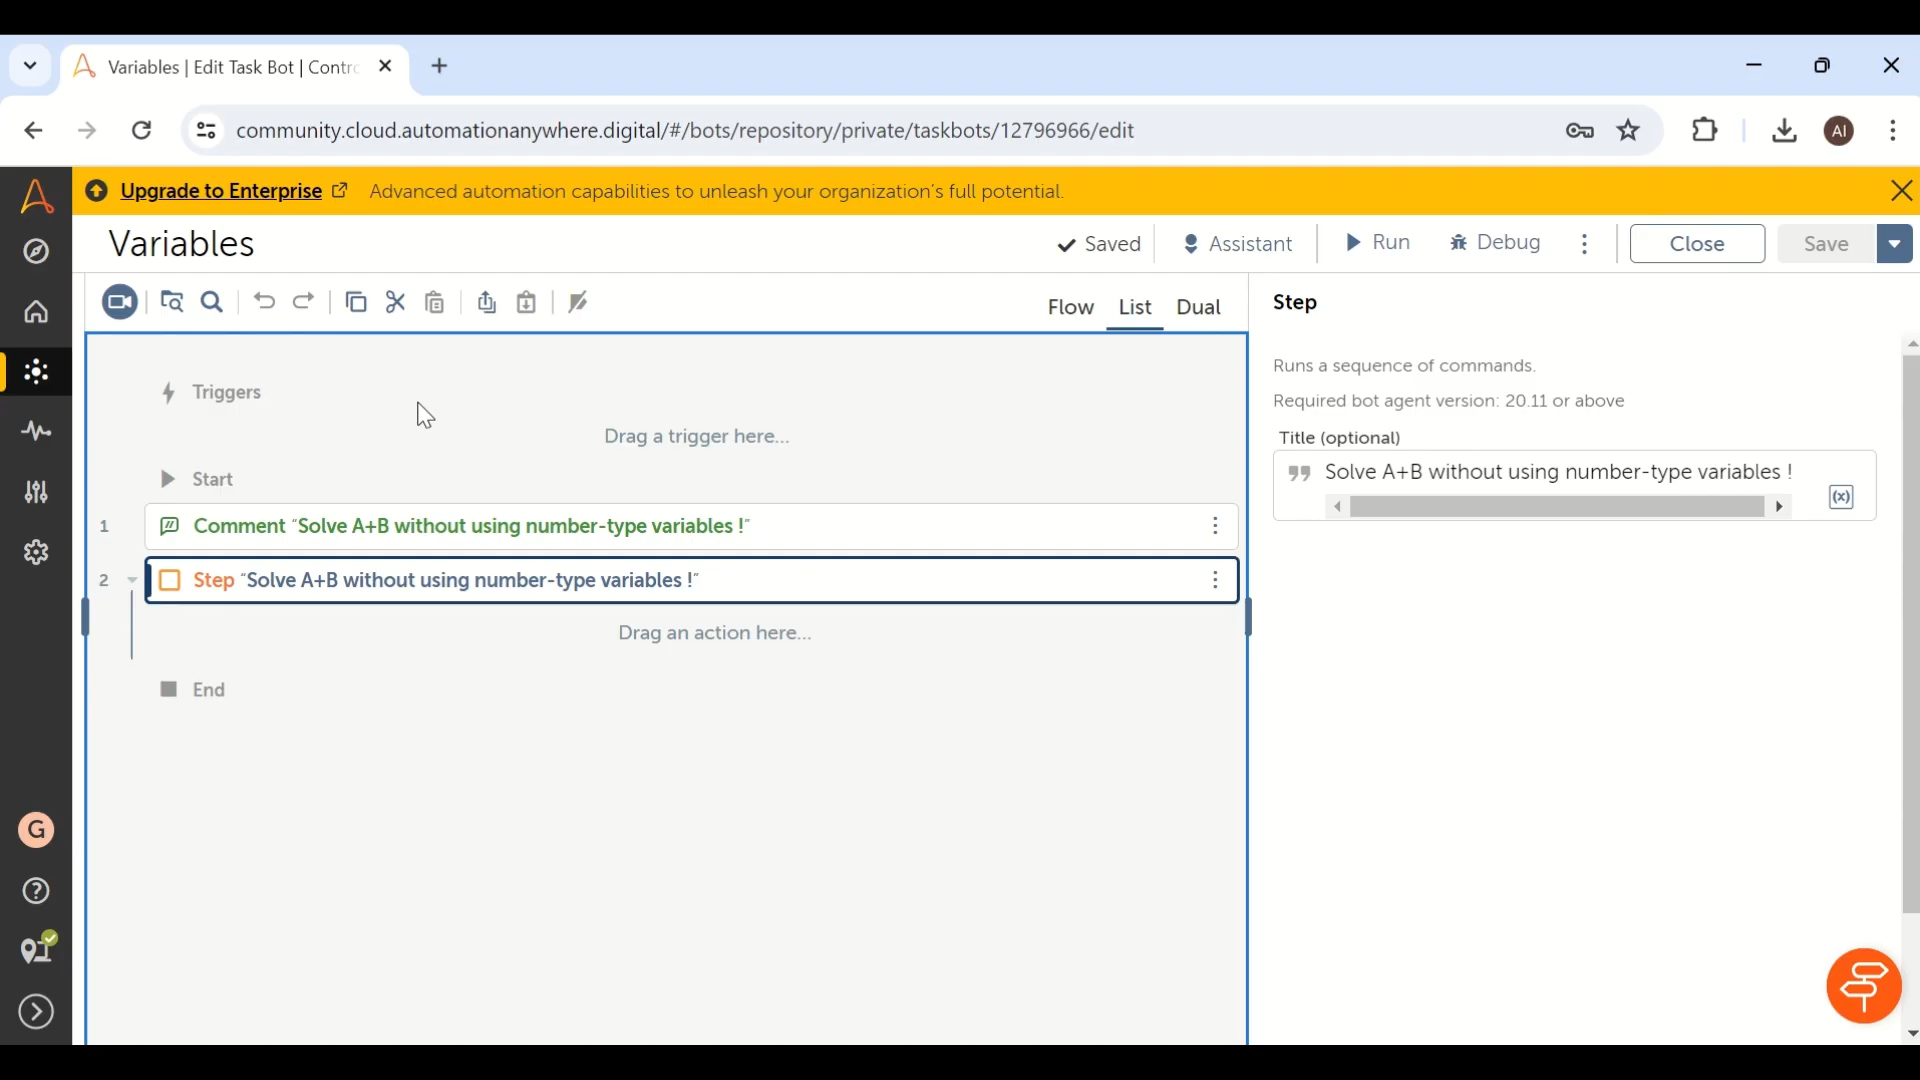 Variables | Edit Task Bot | Contro
community.cloud.automationanywhere.digital/#/bots/repository/private/taskbots/12796966/edit
AI
Upgrade to Enterprise
Advanced automation capabilities to unleash your organization's full potential.
Variables
Saved
Assistant
Run
Debug
Close
Save
Flow
List
Dual
Step
Triggers
Drag a trigger here...
Start
1
Comment "Solve A+B without using number-type variables !"
2
Step "Solve A+B without using number-type variables !"
Drag an action here...
End
Runs a sequence of commands.
Required bot agent version: 20.11 or above
Title (optional)
Solve A+B without using number-type variables !
(x)
G